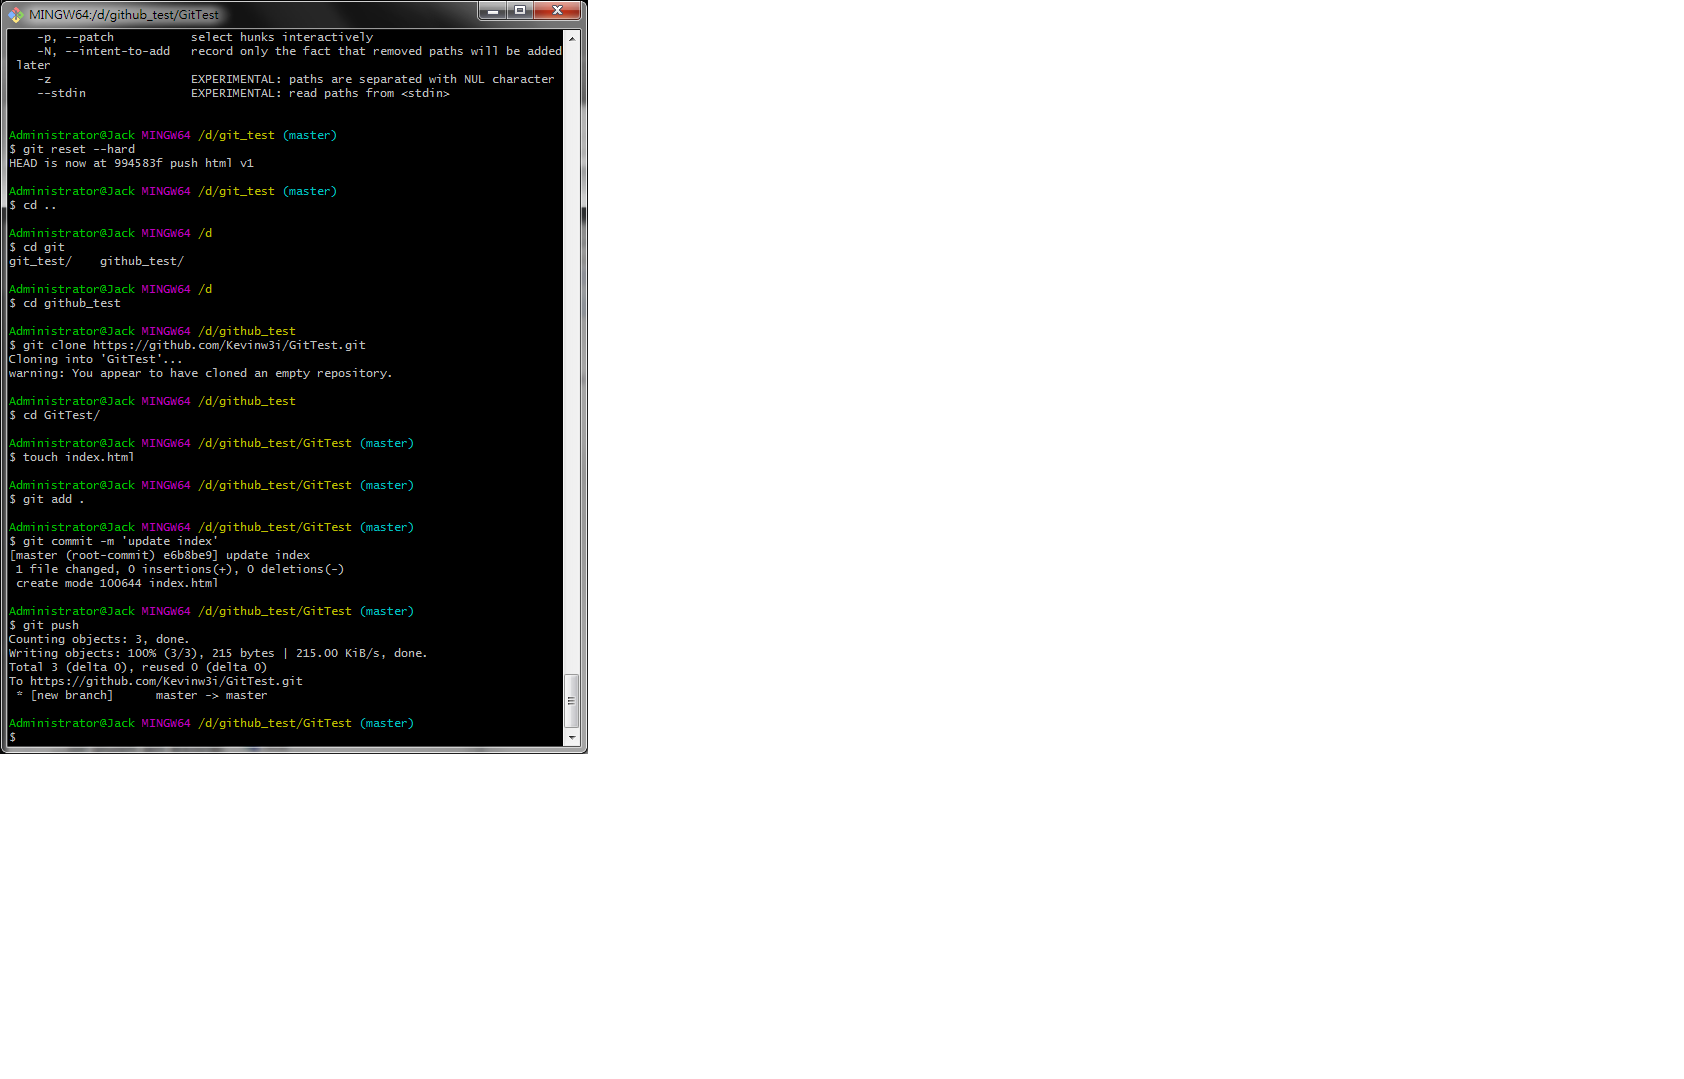 MINGW64:/d/github_test/GitTest
-p, --patch select hunks interactively
-N, --intent-to-add record only the fact that removed paths will be added
later
-z EXPERIMENTAL: paths are separated with NUL character
--stdin EXPERIMENTAL: read paths from <stdin>
Administrator@Jack MINGW64 /d/git_test (master)
$ git reset --hard
HEAD is now at 994583f push html v1
Administrator@Jack MINGW64 /d/git_test (master)
$ cd ..
Administrator@Jack MINGW64 /d
$ cd git
git_test/ github_test/
Administrator@Jack MINGW64 /d
$ cd github_test
Administrator@Jack MINGW64 /d/github_test
$ git clone https://github.com/Kevinw3i/GitTest.git
Cloning into 'GitTest'...
warning: You appear to have cloned an empty repository.
Administrator@Jack MINGW64 /d/github_test
$ cd GitTest/
Administrator@Jack MINGW64 /d/github_test/GitTest (master)
$ touch index.html
Administrator@Jack MINGW64 /d/github_test/GitTest (master)
$ git add .
Administrator@Jack MINGW64 /d/github_test/GitTest (master)
$ git commit -m 'update index'
[master (root-commit) e6b8be9] update index
1 file changed, 0 insertions(+), 0 deletions(-)
create mode 100644 index.html
Administrator@Jack MINGW64 /d/github_test/GitTest (master)
$ git push
Counting objects: 3, done.
Writing objects: 100% (3/3), 215 bytes | 215.00 KiB/s, done.
Total 3 (delta 0), reused 0 (delta 0)
To https://github.com/Kevinw3i/GitTest.git
* [new branch] master -> master
Administrator@Jack MINGW64 /d/github_test/GitTest (master)
$